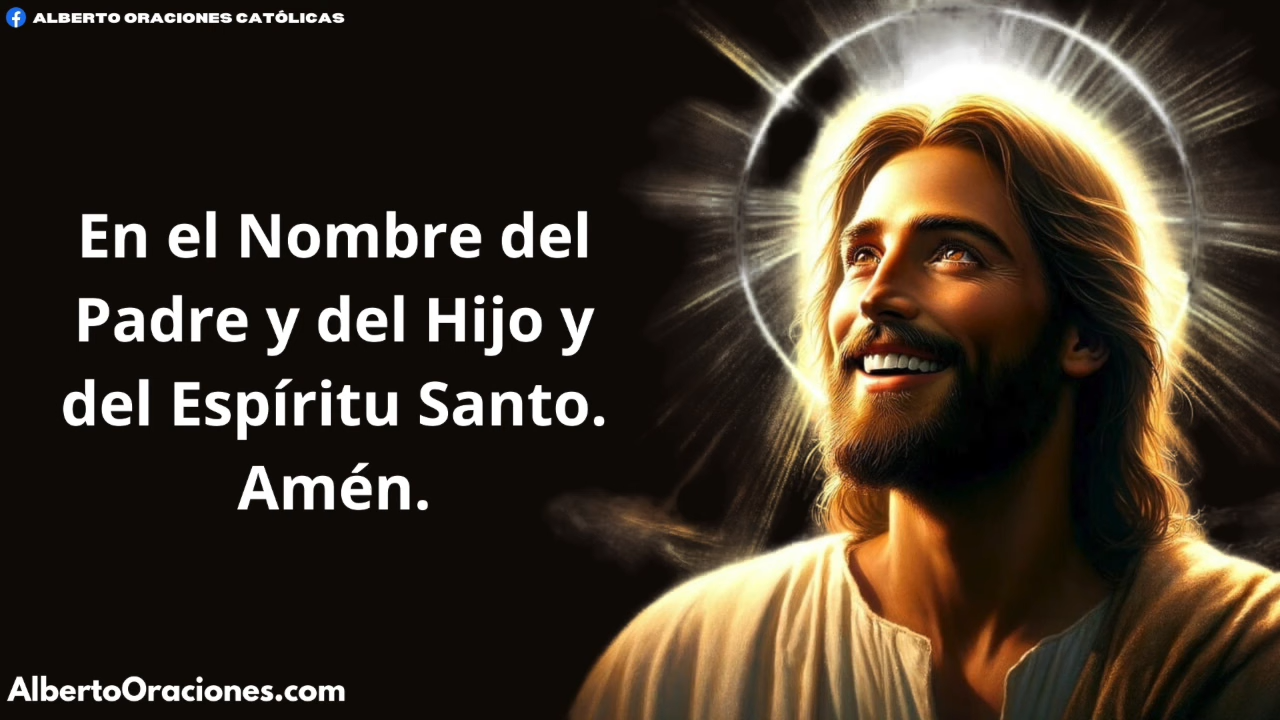 ALBERTO ORACIONES CATÓLICAS
En el Nombre del
Padre y del Hijo y
del Espíritu Santo.
Amén.
AlbertoOraciones.com